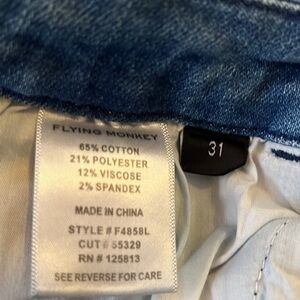 FLYING MONKEY
65% COTTON
21% POLYESTER
12% VISCOSE
2% SPANDEX
MADE IN CHINA
STYLE # F4858L
CUT # 55329
RN # 125813
SEE REVERSE FOR CARE
31